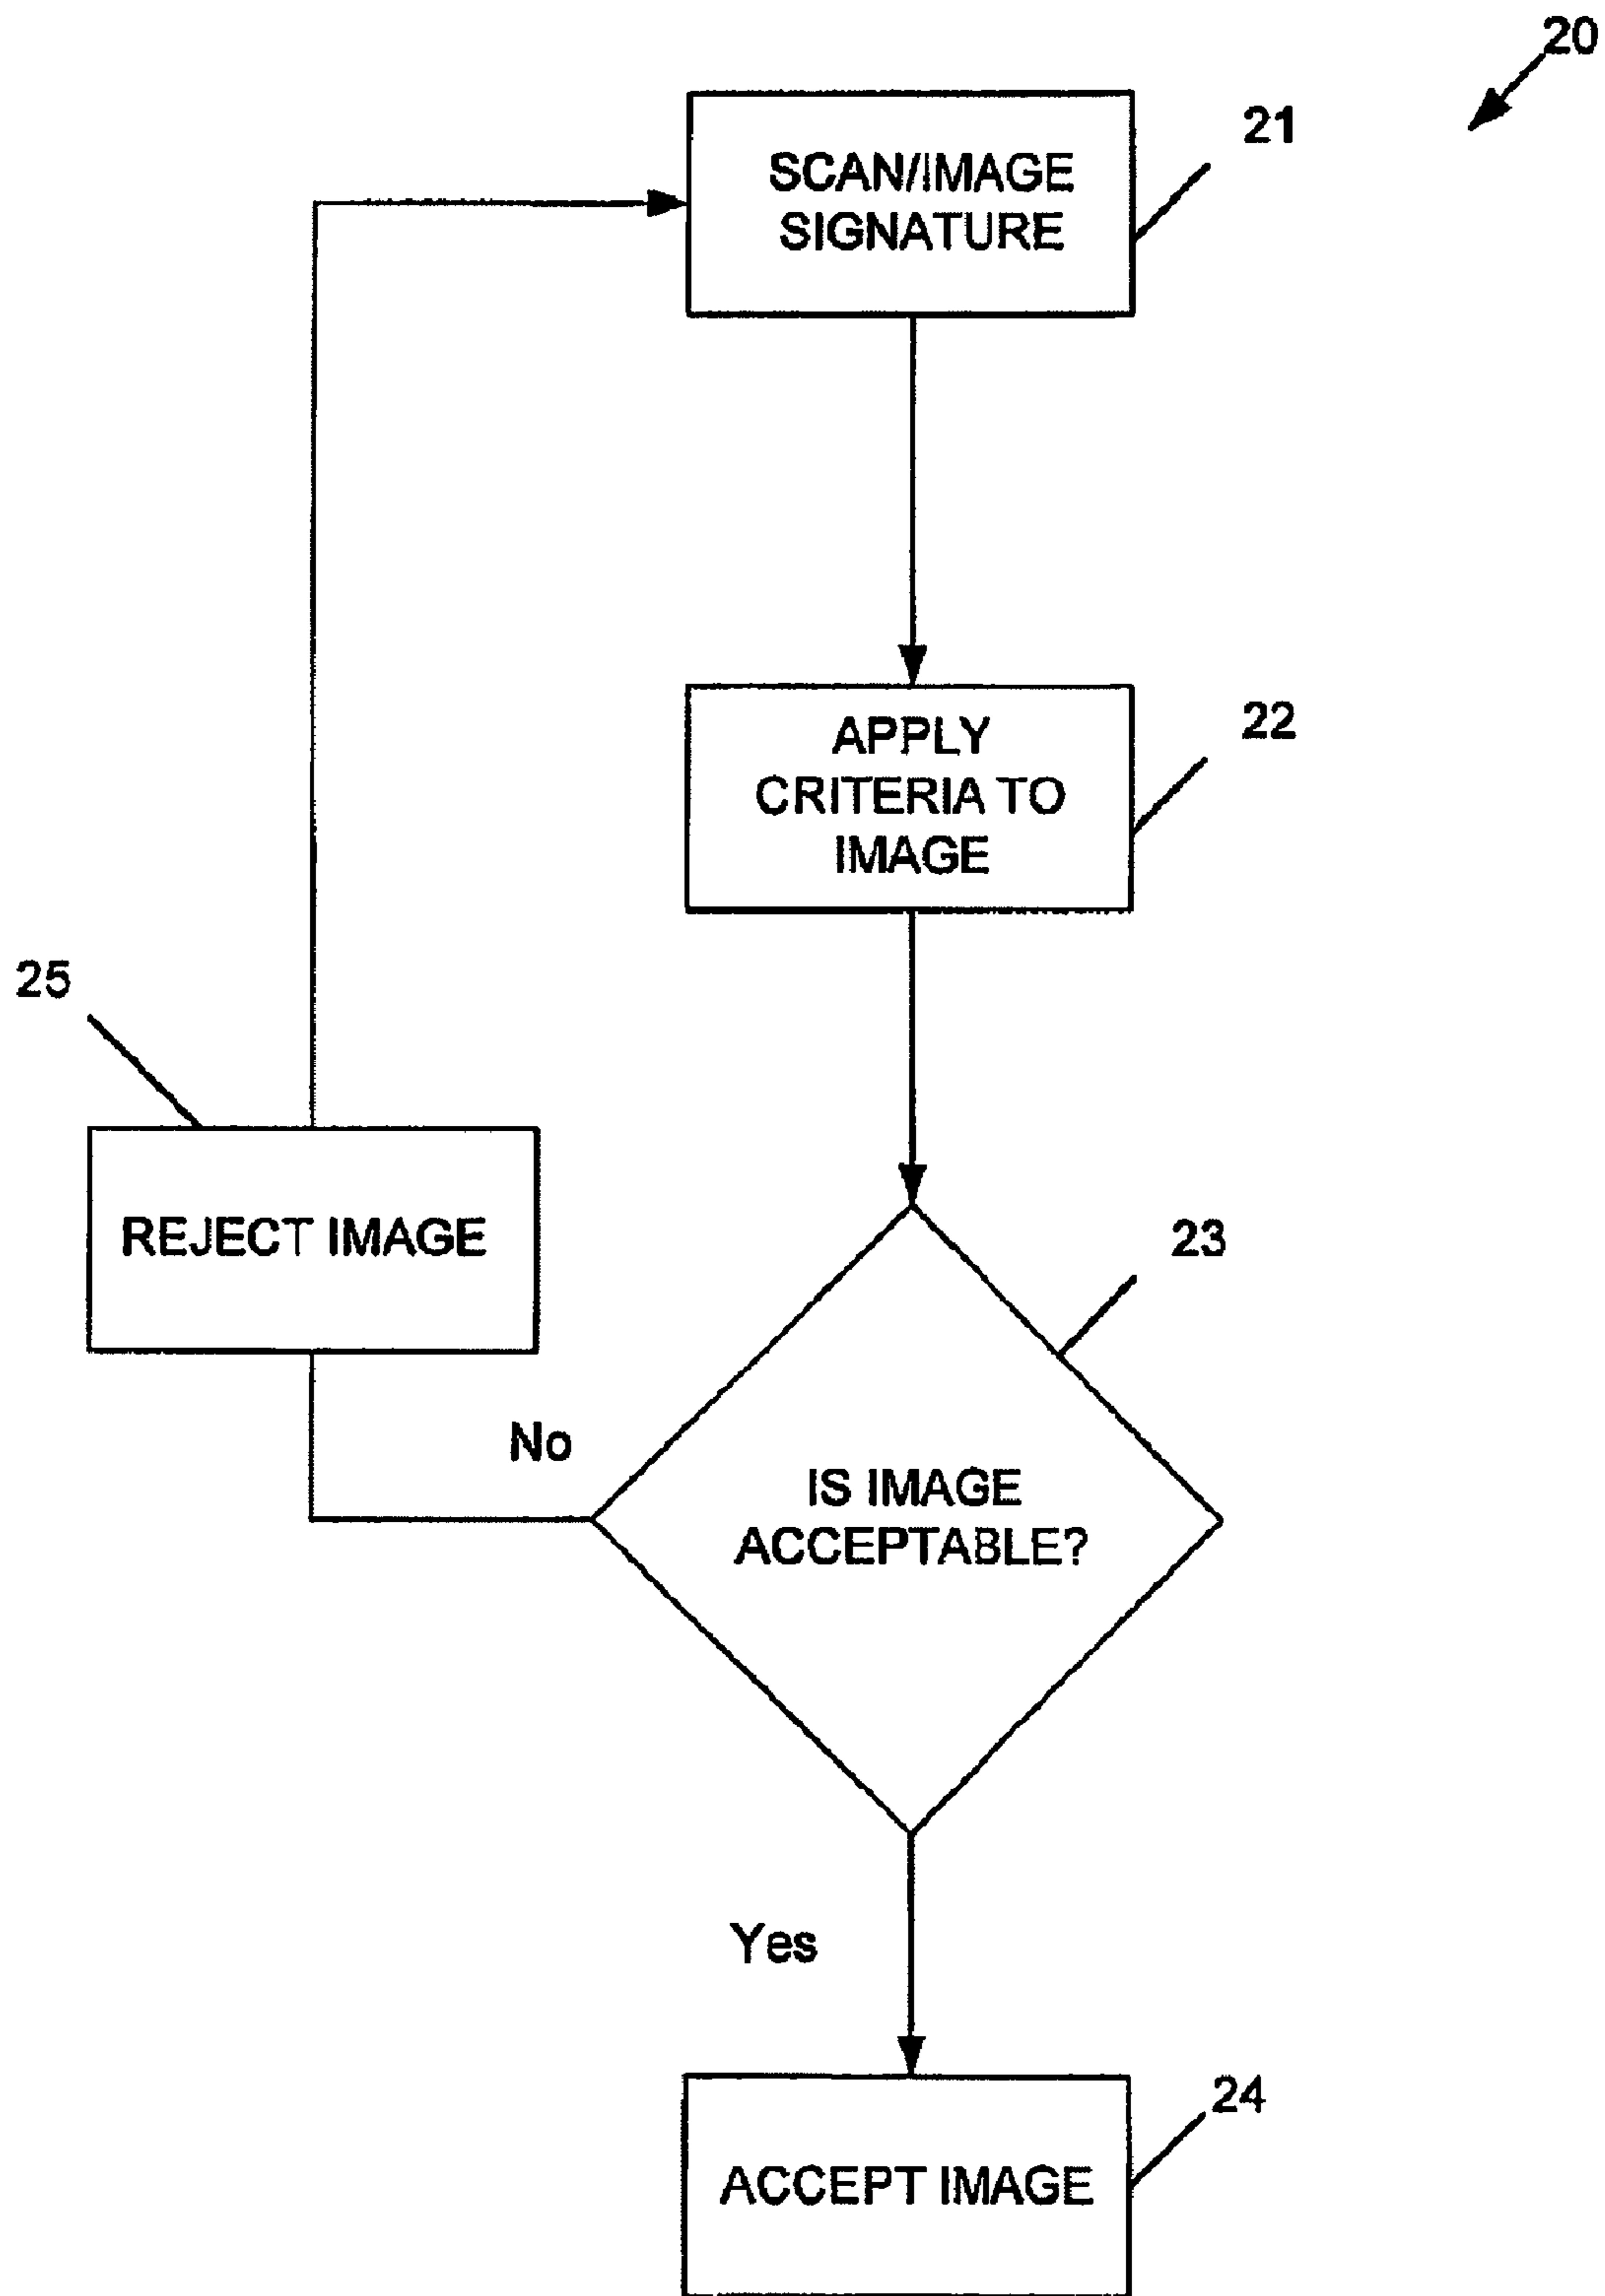 20
21
SCAN/IMAGE
SIGNATURE
22
APPLY
CRITERIA TO
IMAGE
25
REJECT IMAGE
23
No
IS IMAGE
ACCEPTABLE?
Yes
24
ACCEPT IMAGE